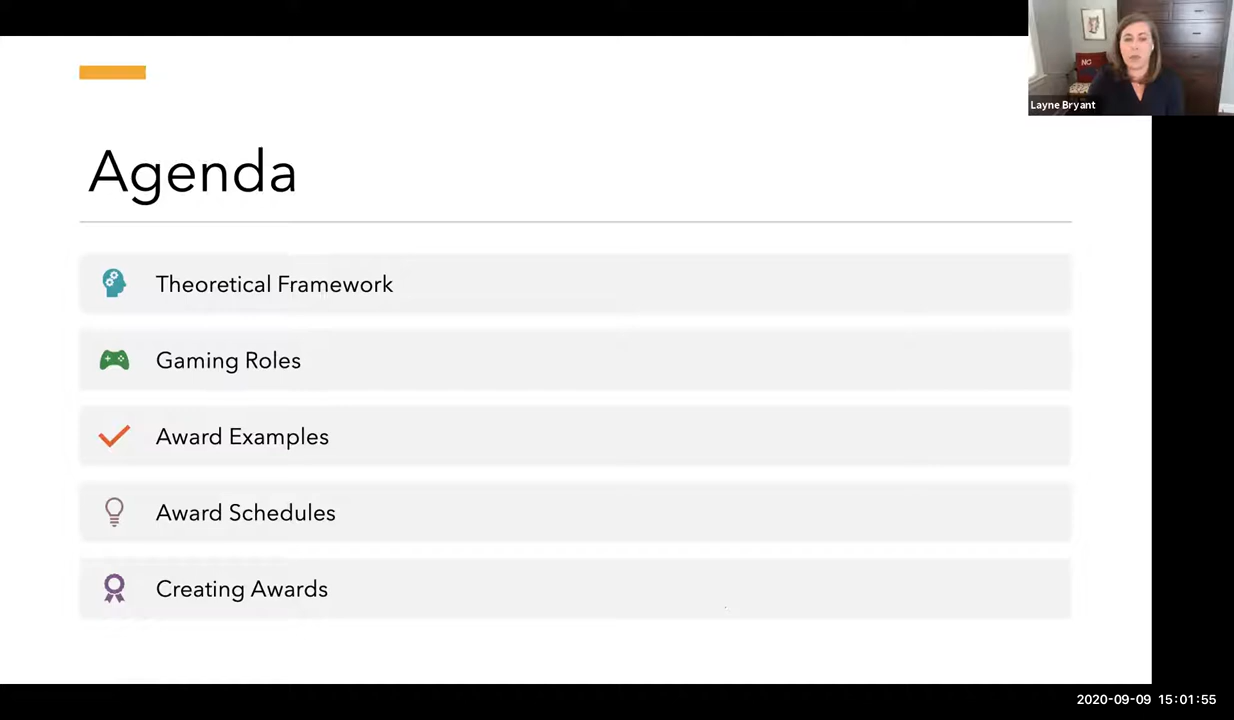 Layne Bryant
Agenda
Theoretical Framework
Gaming Roles
Award Examples
Award Schedules
Creating Awards
2020-09-09 15:01:55